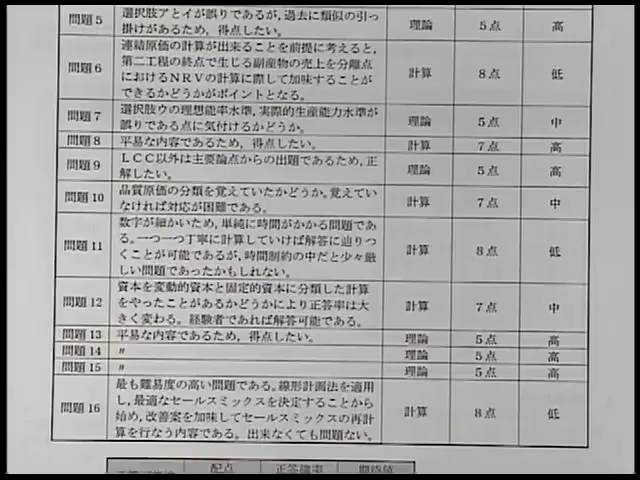 問題5 選択肢アとイが誤りであるが，過去に類似の引っ 理論 5点 高
掛けがあるため，得点したい。
問題6 連結原価の計算が出来ることを前提に考えると， 計算 8点 低
第二工程の終点で生じる副産物の売上を分離点
におけるNRVの計算に際して加味することが
できるかどうかがポイントとなる。
問題7 選択肢ウの理想能率水準，実際的生産能力水準が 理論 5点 中
誤りである点に気付けるかどうか。
問題8 平易な内容であるため，得点したい。 計算 7点 高
問題9 LCC以外は主要論点からの出題であるため，正 理論 5点 高
解したい。
問題10 品質原価の分類を覚えていたかどうか。覚えてい 計算 7点 中
なければ対応が困難である。
問題11 数字が細かいため，単純に時間がかかる問題であ 計算 8点 低
る。一つ一つ丁寧に計算していけば解答に辿りつ
くことが可能であるが，時間制約の中だと少々厳
しい問題であったかもしれない。
問題12 資本を変動的資本と固定的資本に分類した計算 計算 7点 中
をやったことがあるかどうかにより正答率は大
きく変わる。経験者であれば解答可能である。
問題13 平易な内容であるため，得点したい。 理論 5点 高
問題14 〃 理論 5点 高
問題15 〃 理論 5点 高
問題16 最も難易度の高い問題である。線形計画法を適用 計算 8点 低
し，最適なセールスミックスを決定することから
始め，改善案を加味してセールスミックスの再計
算を行なう内容である。出来なくても問題ない。
配点 正答確率 期待値